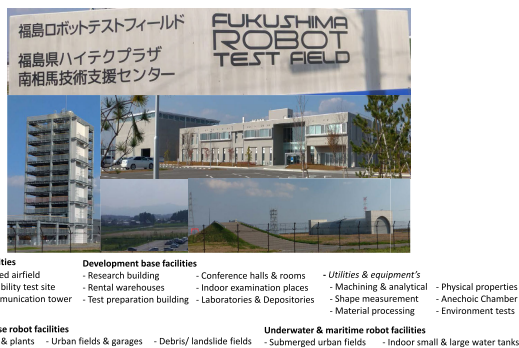 福島ロボットテストフィールド
福島県ハイテクプラザ
南相馬技術支援センター
FUKUSHIMA
ROBOT
TEST FIELD
Development base facilities
- Research building
- Rental warehouses
- Test preparation building
- Conference halls & rooms
- Indoor examination places
- Laboratories & Depositories
- Utilities & equipment's
- Machining & analytical
- Shape measurement
- Material processing
- Physical properties
- Anechoic Chamber
- Environment tests
airfield
test site
tower
robot facilities
& plants
- Urban fields & garages
- Debris/ landslide fields
Underwater & maritime robot facilities
- Submerged urban fields
- Indoor small & large water tanks